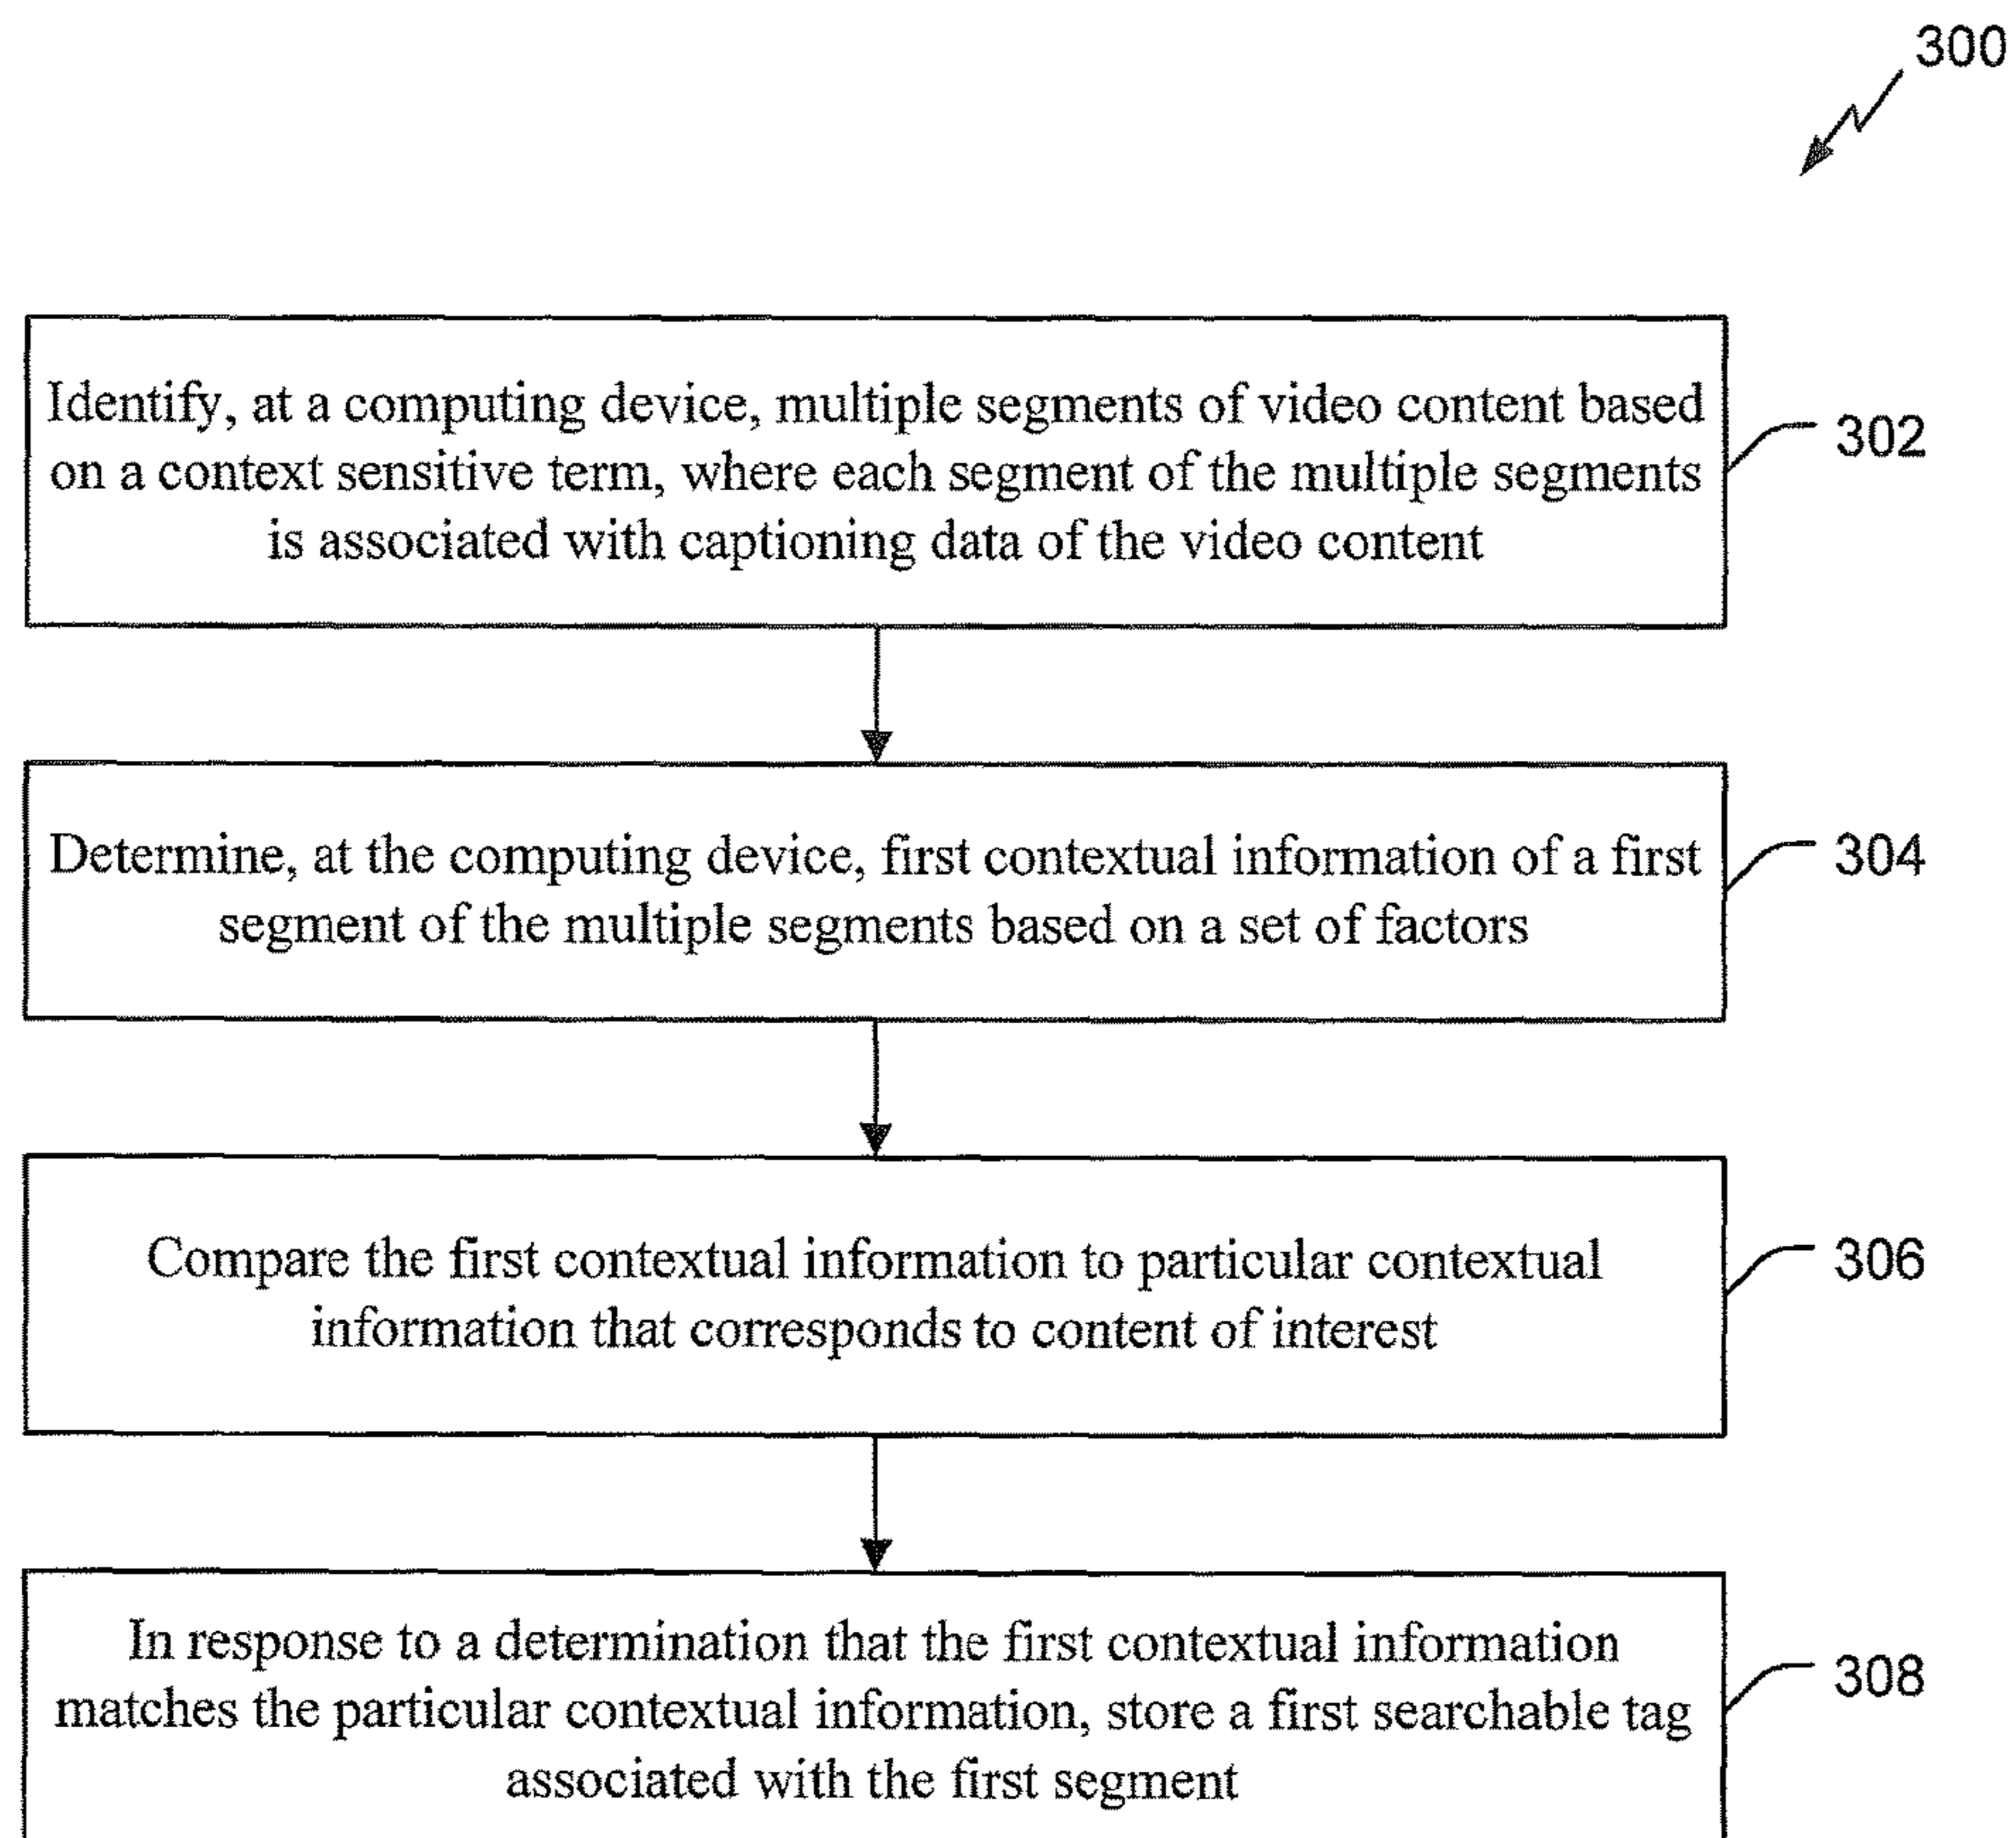 300
Identify, at a computing device, multiple segments of video content based
on a context sensitive term, where each segment of the multiple segments
is associated with captioning data of the video content
302
Determine, at the computing device, first contextual information of a first
segment of the multiple segments based on a set of factors
304
Compare the first contextual information to particular contextual
information that corresponds to content of interest
306
In response to a determination that the first contextual information
matches the particular contextual information, store a first searchable tag
associated with the first segment
308